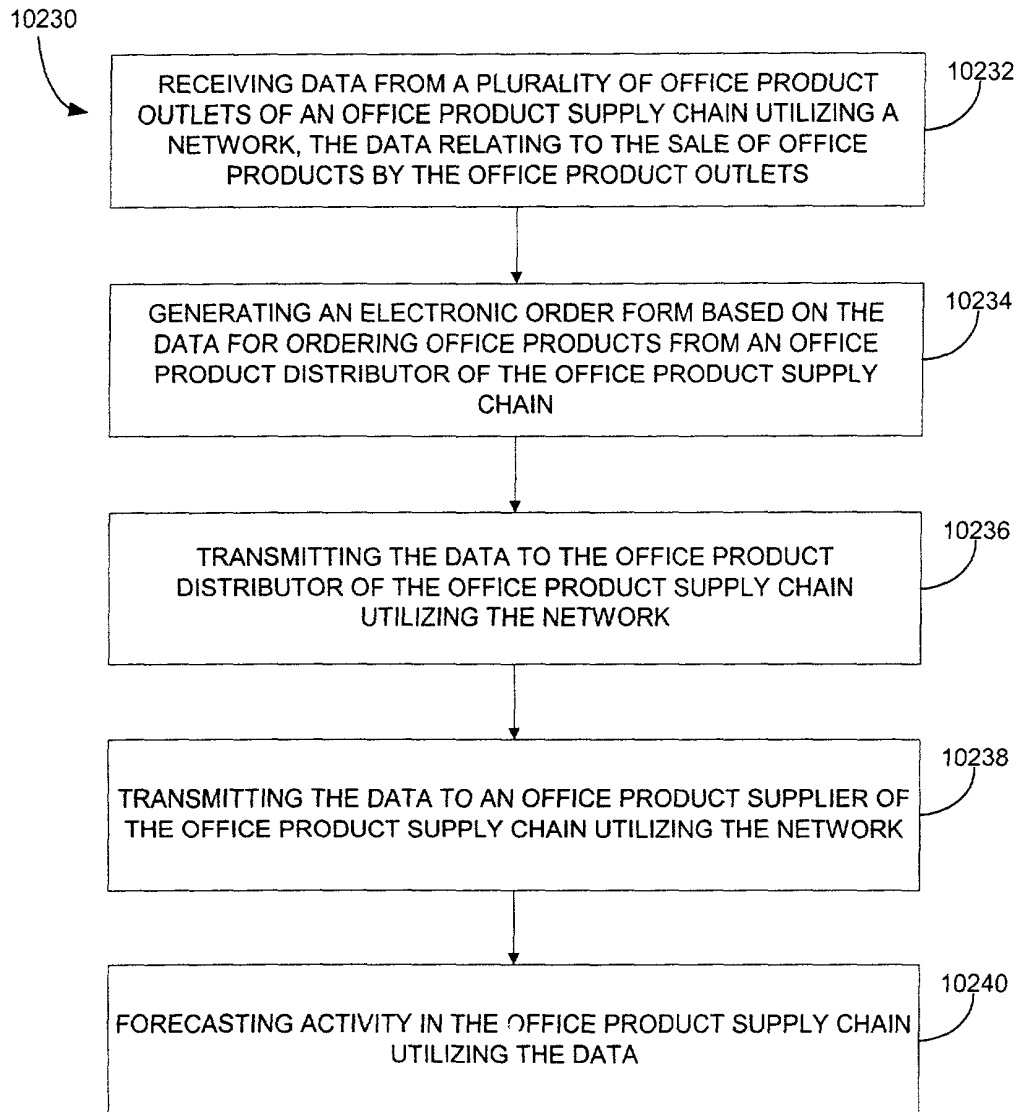 10230
RECEIVING DATA FROM A PLURALITY OF OFFICE PRODUCT
OUTLETS OF AN OFFICE PRODUCT SUPPLY CHAIN UTILIZING A
NETWORK, THE DATA RELATING TO THE SALE OF OFFICE
PRODUCTS BY THE OFFICE PRODUCT OUTLETS
10232
GENERATING AN ELECTRONIC ORDER FORM BASED ON THE
DATA FOR ORDERING OFFICE PRODUCTS FROM AN OFFICE
PRODUCT DISTRIBUTOR OF THE OFFICE PRODUCT SUPPLY
CHAIN
10234
TRANSMITTING THE DATA TO THE OFFICE PRODUCT
DISTRIBUTOR OF THE OFFICE PRODUCT SUPPLY CHAIN
UTILIZING THE NETWORK
10236
TRANSMITTING THE DATA TO AN OFFICE PRODUCT SUPPLIER OF
THE OFFICE PRODUCT SUPPLY CHAIN UTILIZING THE NETWORK
10238
FORECASTING ACTIVITY IN THE OFFICE PRODUCT SUPPLY CHAIN
UTILIZING THE DATA
10240